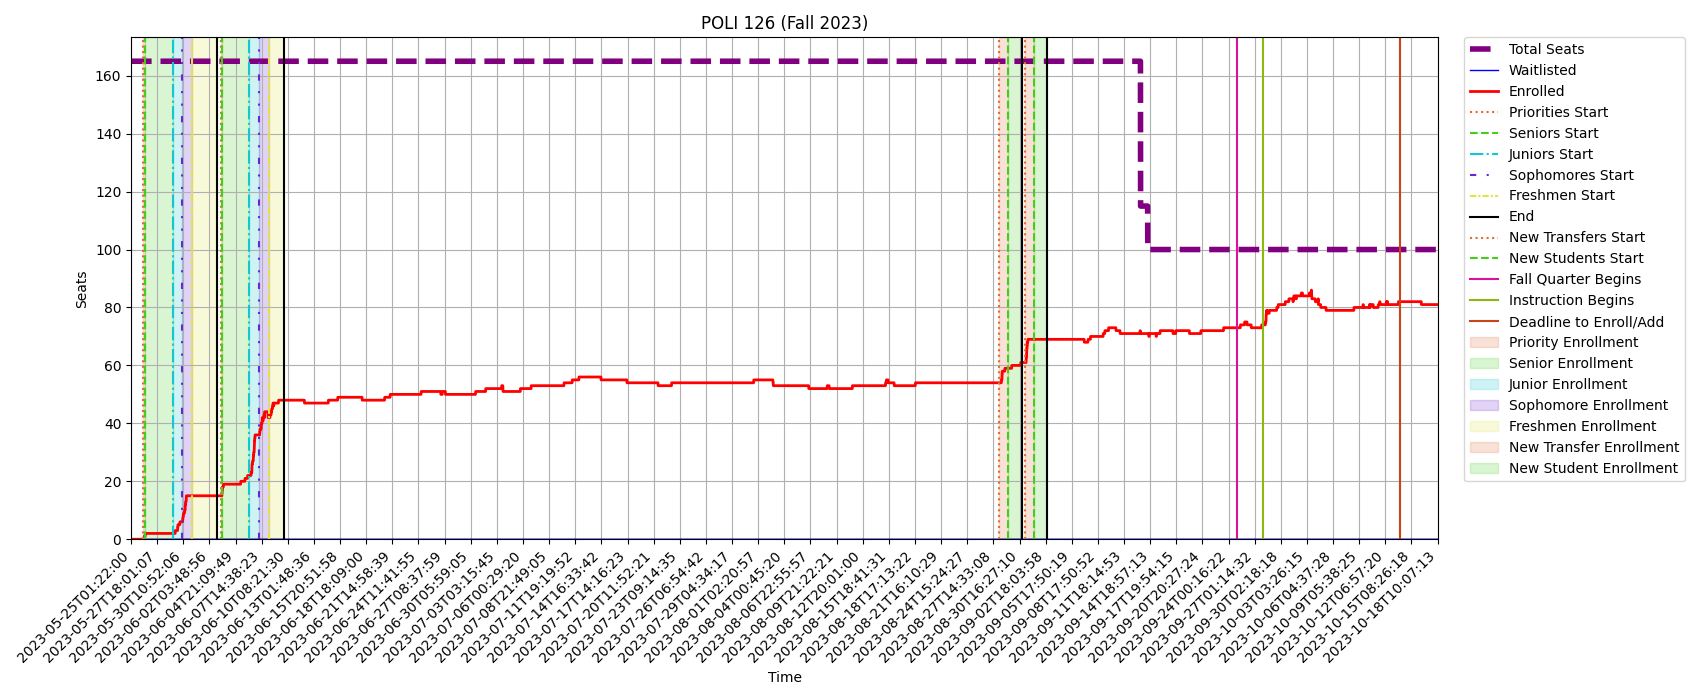 POLI 126 (Fall 2023)
Seats
160
140
120
100
80
60
40
20
0
2023-05-25T01:22:00
2023-05-27T18:01:07
2023-05-30T10:52:06
2023-06-02T03:48:56
2023-06-04T21:09:49
2023-06-07T14:38:23
2023-06-10T08:21:30
2023-06-13T01:48:36
2023-06-15T20:51:58
2023-06-18T18:09:00
2023-06-21T14:58:39
2023-06-24T11:41:55
2023-06-27T08:37:59
2023-06-30T05:59:05
2023-07-03T03:15:45
2023-07-06T00:29:20
2023-07-08T21:49:05
2023-07-11T19:19:52
2023-07-14T16:33:42
2023-07-17T14:16:23
2023-07-20T11:52:21
2023-07-23T09:14:35
2023-07-26T06:54:42
2023-07-29T04:34:17
2023-08-01T02:20:57
2023-08-04T00:45:20
2023-08-06T22:55:57
2023-08-09T21:22:21
2023-08-12T20:01:00
2023-08-15T18:41:31
2023-08-18T17:13:22
2023-08-21T16:10:29
2023-08-24T15:24:27
2023-08-27T14:33:08
2023-08-30T16:27:10
2023-09-02T18:03:58
2023-09-05T17:50:19
2023-09-08T17:50:52
2023-09-11T18:14:53
2023-09-14T18:57:13
2023-09-17T19:54:15
2023-09-20T20:27:24
2023-09-24T00:16:22
2023-09-27T01:14:32
2023-09-30T02:18:18
2023-10-03T03:26:15
2023-10-06T04:37:28
2023-10-09T05:38:25
2023-10-12T06:57:20
2023-10-15T08:26:18
2023-10-18T10:07:13
Time
Total Seats
Waitlisted
Enrolled
Priorities Start
Seniors Start
Juniors Start
Sophomores Start
Freshmen Start
End
New Transfers Start
New Students Start
Fall Quarter Begins
Instruction Begins
Deadline to Enroll/Add
Priority Enrollment
Senior Enrollment
Junior Enrollment
Sophomore Enrollment
Freshmen Enrollment
New Transfer Enrollment
New Student Enrollment